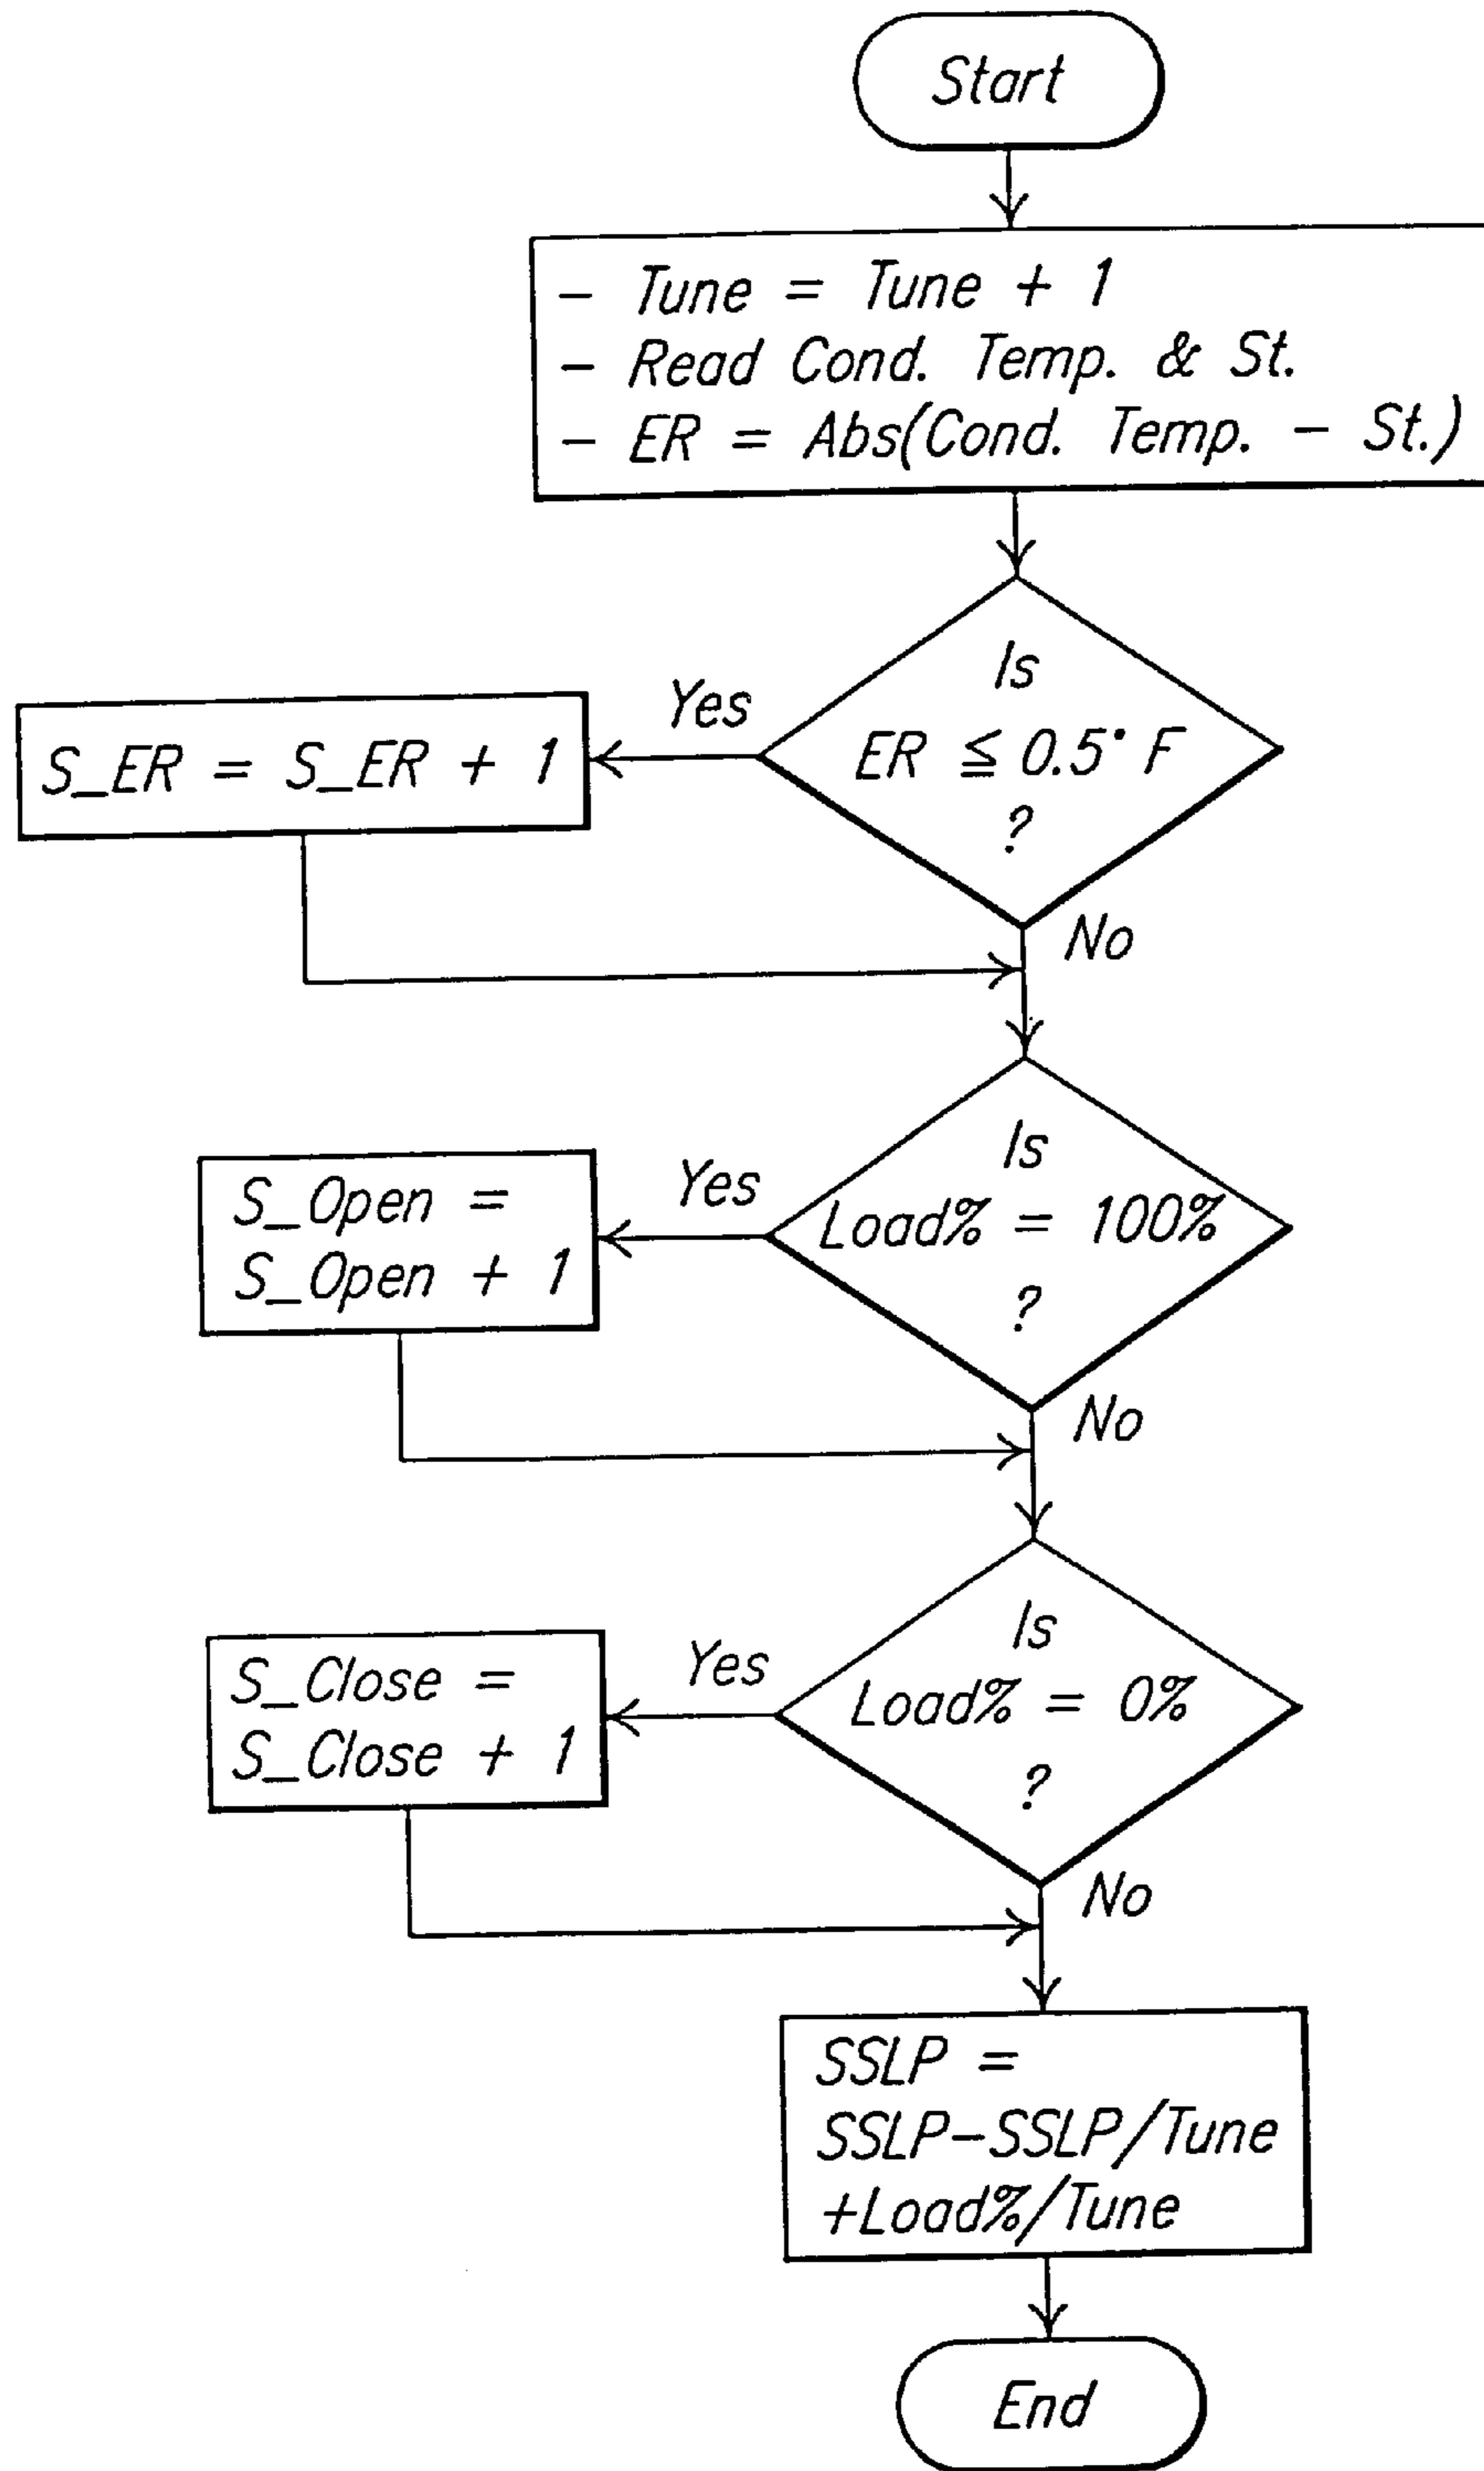 Start
- Tune = Tune + 1
- Read Cond. Temp. & St.
- ER = Abs(Cond. Temp. - St.)
Is
ER ≦ 0.5° F
?
Yes
S_ER = S_ER + 1
No
Is
Load% = 100%
?
Yes
S_Open =
S_Open + 1
No
Is
Load% = 0%
?
Yes
S_Close =
S_Close + 1
No
SSLP =
SSLP-SSLP/Tune
+Load%/Tune
End